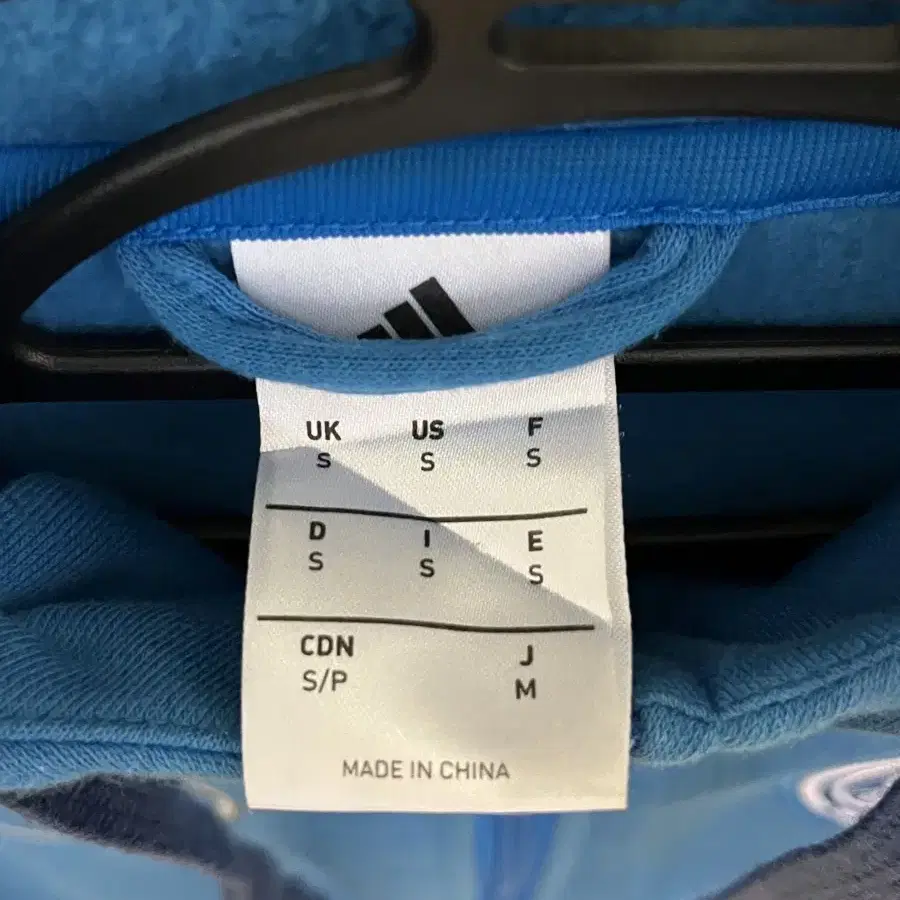 UK US F
S S S
D I E
S S S
CDN J
S/P M
MADE IN CHINA